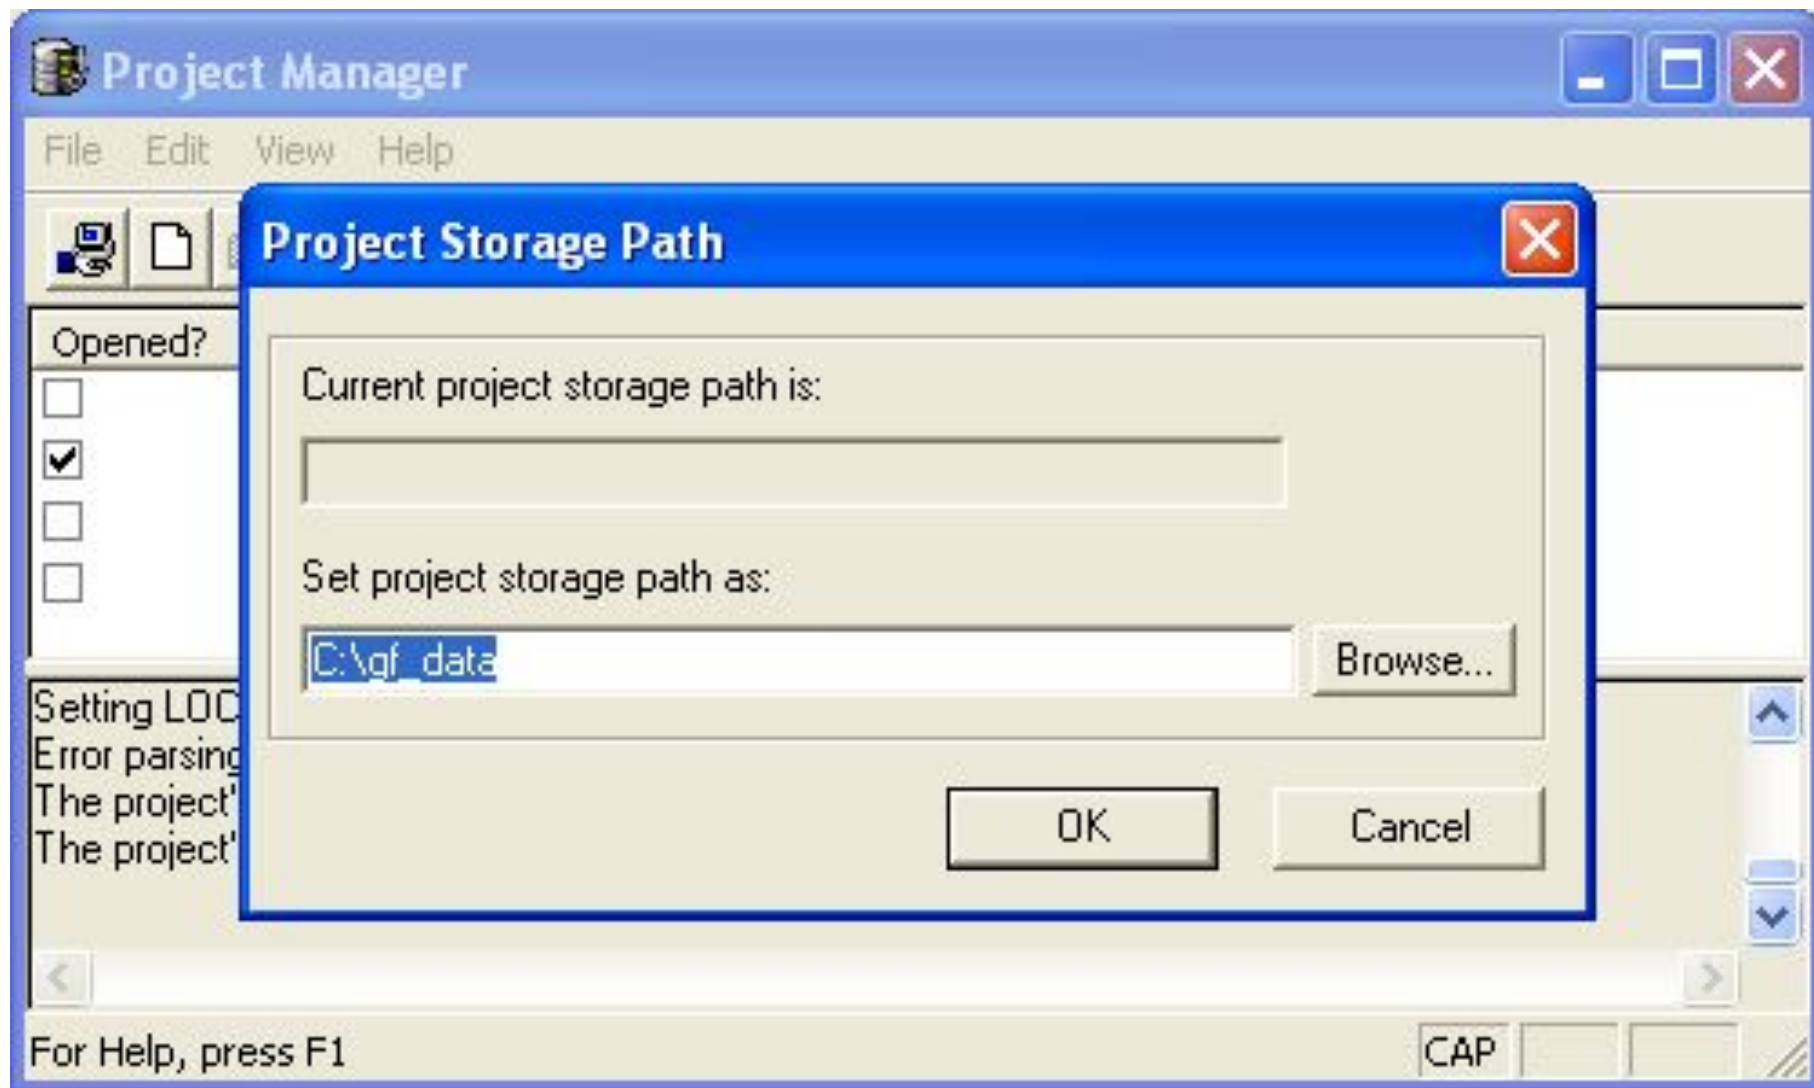 Project Manager
File Edit View Help
Project Storage Path
Opened?
Current project storage path is:
Set project storage path as:
C:\gf_data
Browse...
Setting LOC
Error parsing
The project'
The project'
OK Cancel
For Help, press F1 CAP